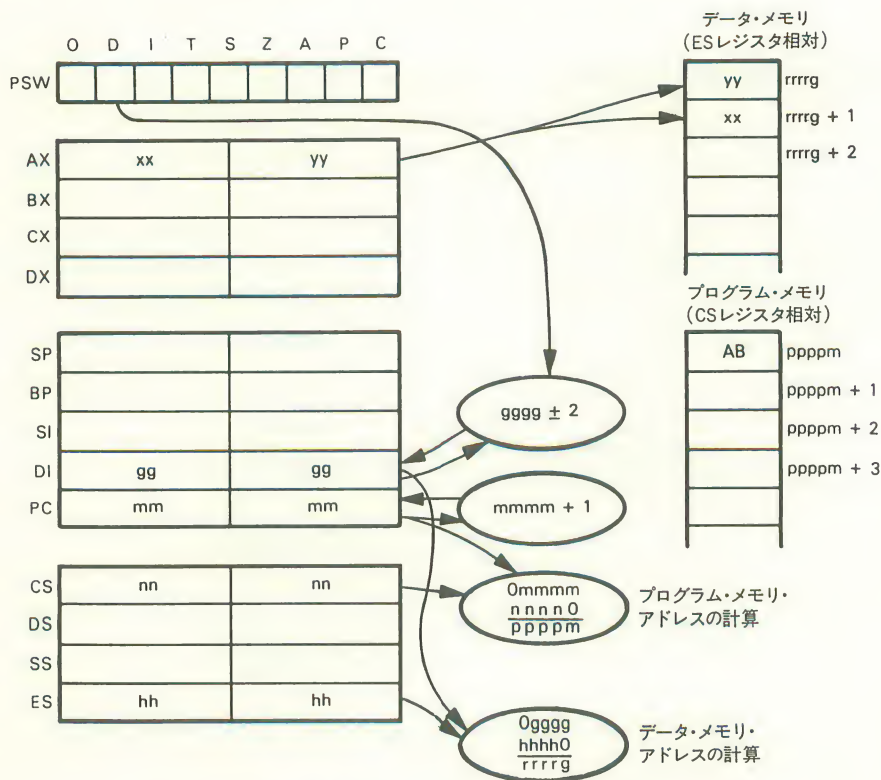 O D I T S Z A P C
PSW
データ・メモリ
(ESレジスタ相対)
yy rrrrg
xx rrrrg + 1
rrrrg + 2
AX xx yy
BX
CX
DX
プログラム・メモリ
(CSレジスタ相対)
AB ppppm
ppppm + 1
ppppm + 2
ppppm + 3
SP
BP
SI
DI gg gg
PC mm mm
gggg ± 2
mmmm + 1
CS nn nn
DS
SS
ES hh hh
0mmmm
nnnn0
ppppm
プログラム・メモリ・
アドレスの計算
0gggg
hhhh0
rrrrg
データ・メモリ・
アドレスの計算